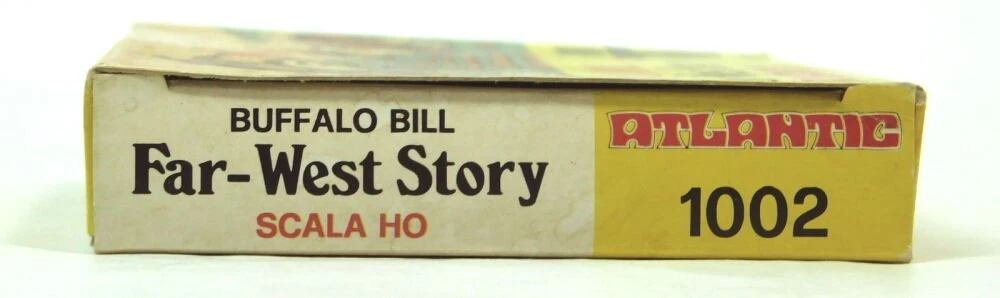 BUFFALO BILL
Far-West Story
SCALA HO
ATLANTIC
1002